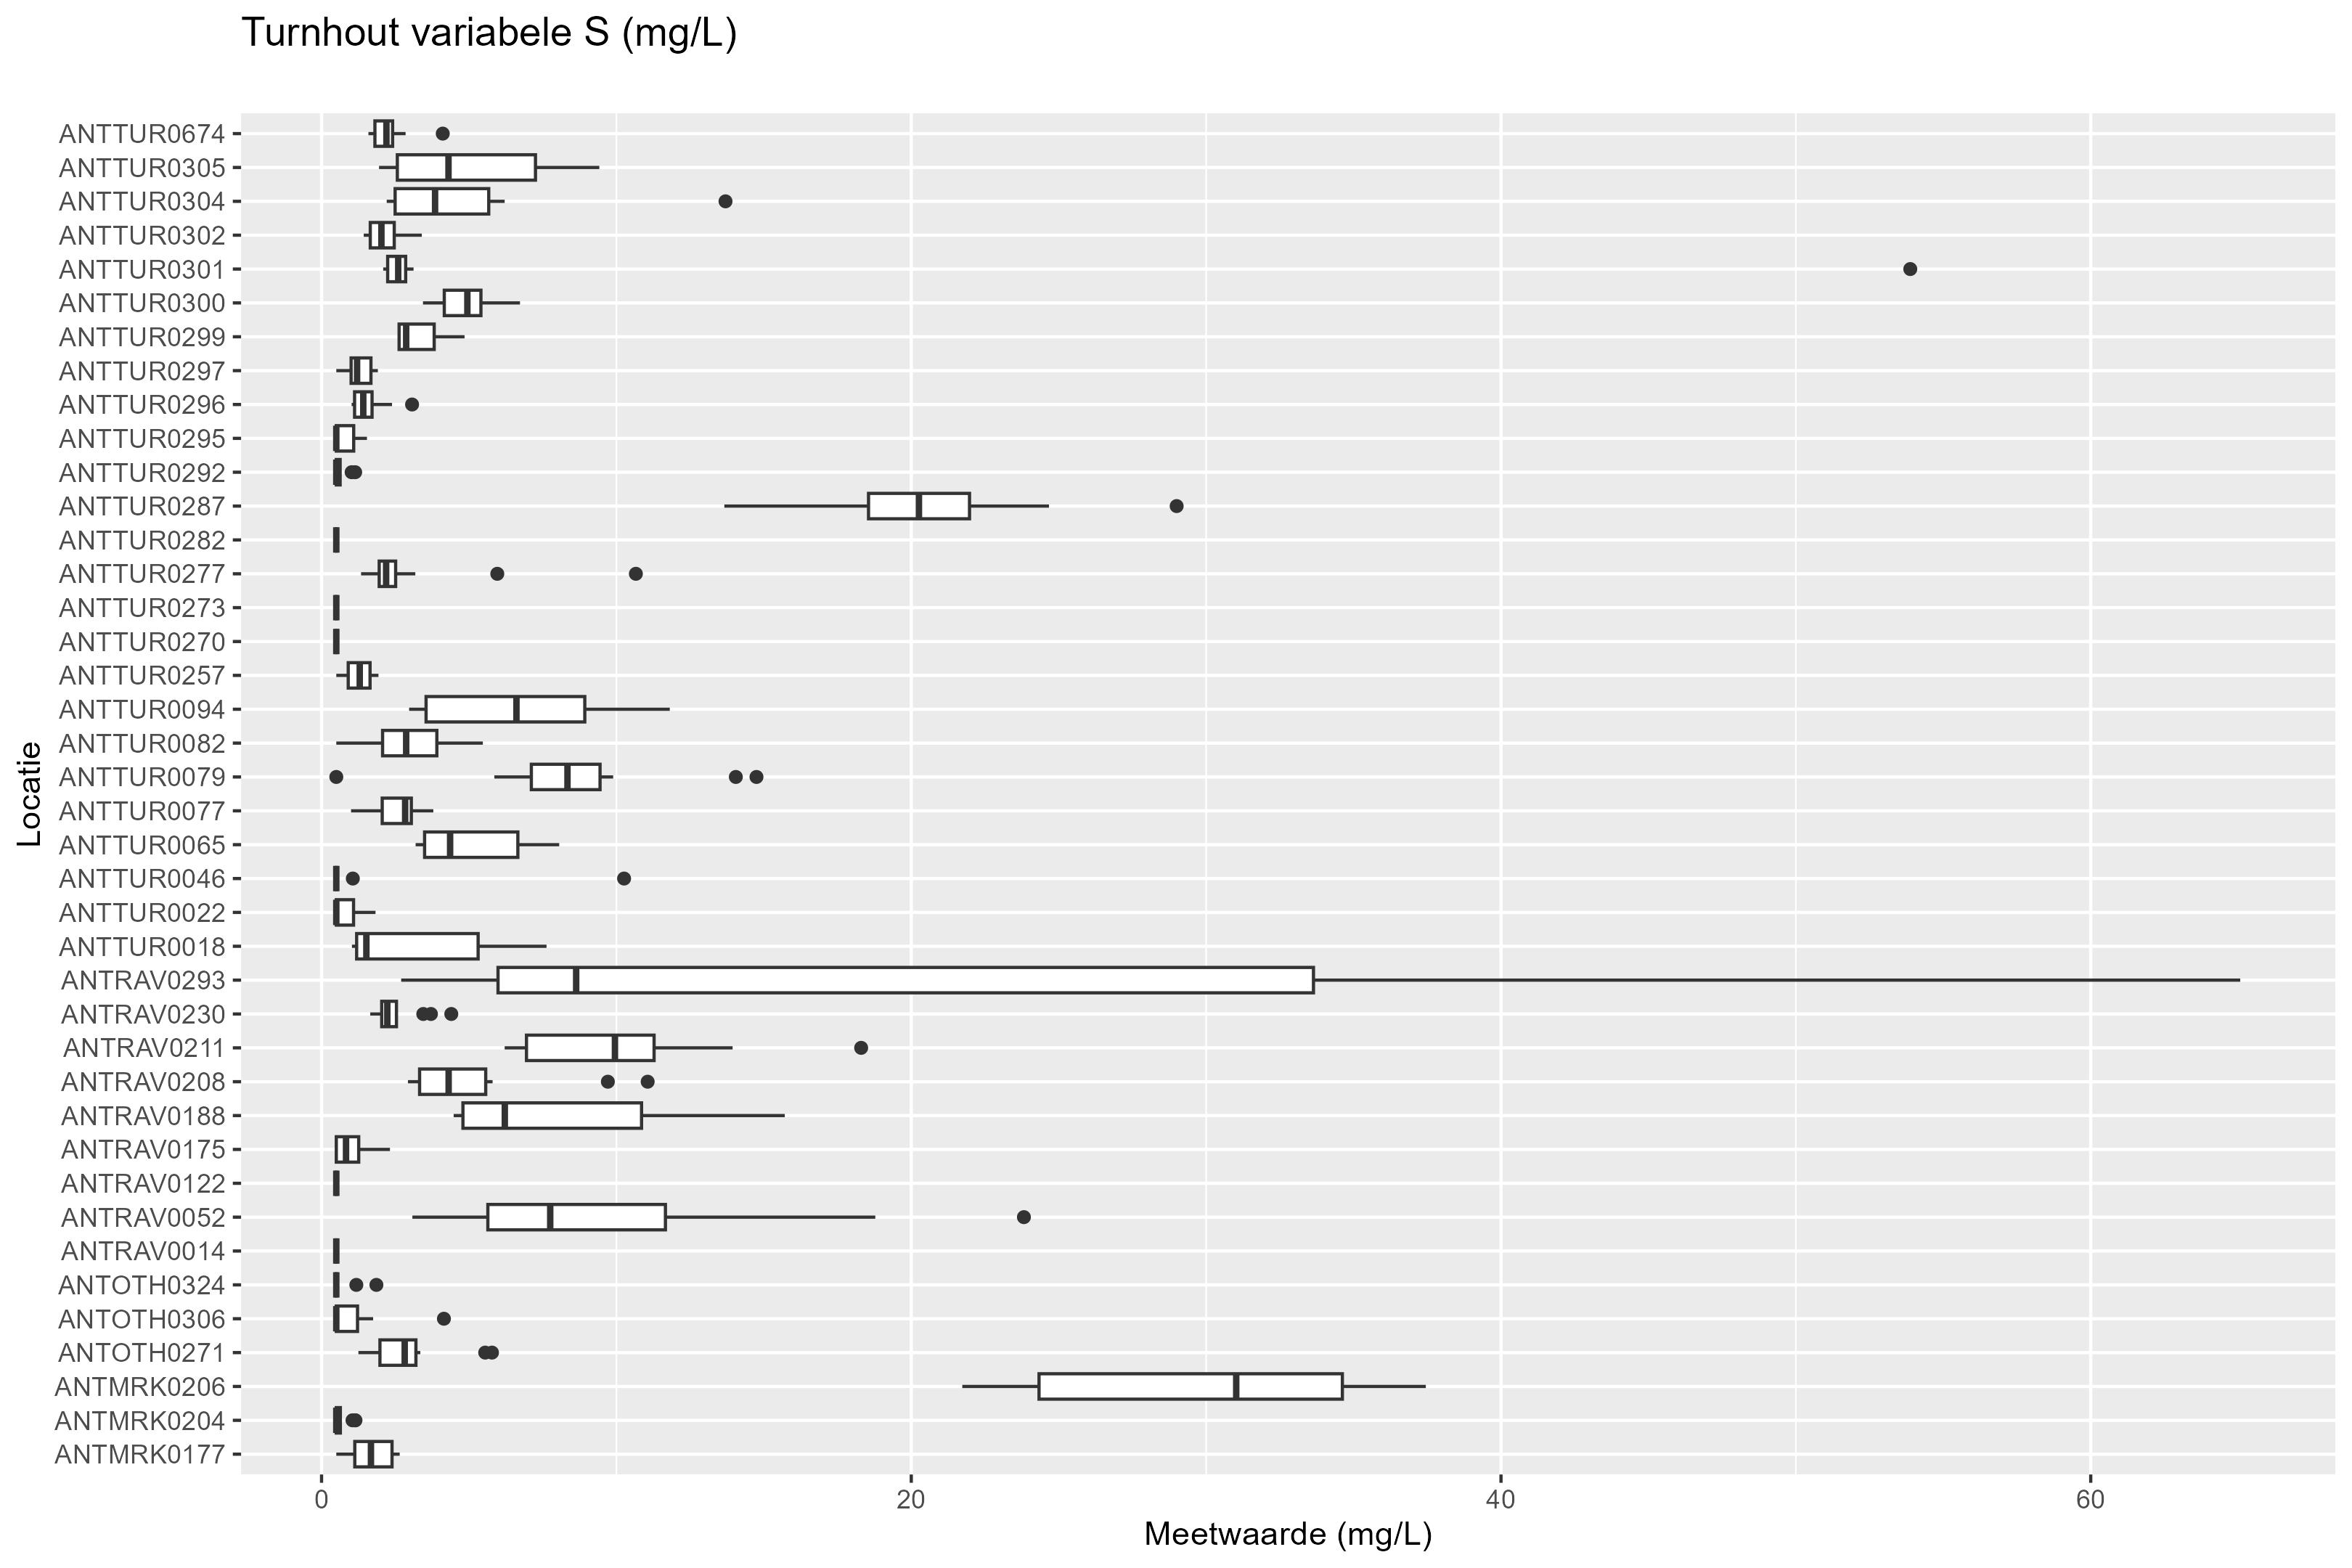 Turnhout variabele S (mg/L)
ANTTUR0674
ANTTUR0305
ANTTUR0304
ANTTUR0302
ANTTUR0301
ANTTUR0300
ANTTUR0299
ANTTUR0297
ANTTUR0296
ANTTUR0295
ANTTUR0292
ANTTUR0287
ANTTUR0282
ANTTUR0277
ANTTUR0273
ANTTUR0270
ANTTUR0257
ANTTUR0094
ANTTUR0082
ANTTUR0079
ANTTUR0077
ANTTUR0065
ANTTUR0046
ANTTUR0022
ANTTUR0018
ANTRAV0293
ANTRAV0230
ANTRAV0211
ANTRAV0208
ANTRAV0188
ANTRAV0175
ANTRAV0122
ANTRAV0052
ANTRAV0014
ANTOTH0324
ANTOTH0306
ANTOTH0271
ANTMRK0206
ANTMRK0204
ANTMRK0177
Locatie
0 20 40 60
Meetwaarde (mg/L)